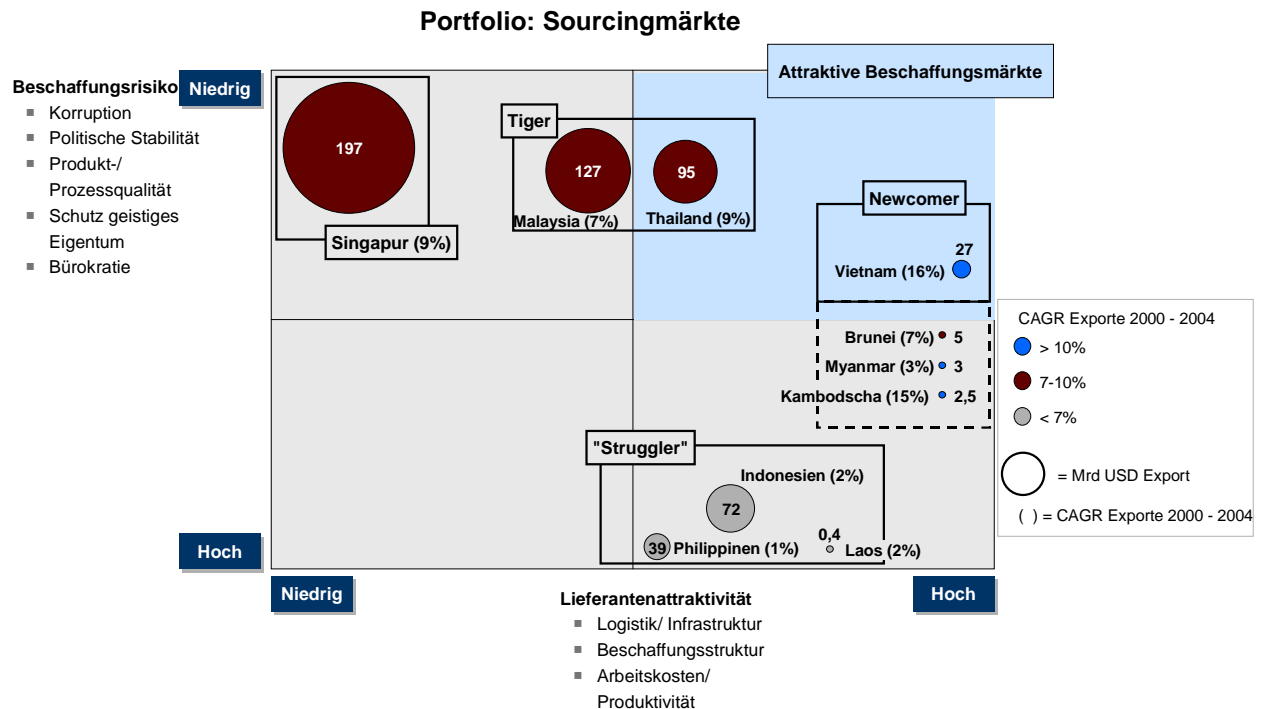 Portfolio: Sourcingmärkte
Attraktive Beschaffungsmärkte
Beschaffungsrisiko
Niedrig
Korruption
Politische Stabilität
Produkt-/
Prozessqualität
Schutz geistiges
Eigentum
Bürokratie
197
Singapur (9%)
Tiger
127
95
Malaysia (7%)
Thailand (9%)
Newcomer
27
Vietnam (16%)
Brunei (7%) 5
Myanmar (3%) 3
Kambodscha (15%) 2,5
"Struggler"
Indonesien (2%)
72
0,4
39 Philippinen (1%)
Laos (2%)
CAGR Exporte 2000 - 2004
> 10%
7-10%
< 7%
= Mrd USD Export
( ) = CAGR Exporte 2000 - 2004
Hoch
Niedrig
Hoch
Lieferantenattraktivität
Logistik/ Infrastruktur
Beschaffungsstruktur
Arbeitskosten/
Produktivität